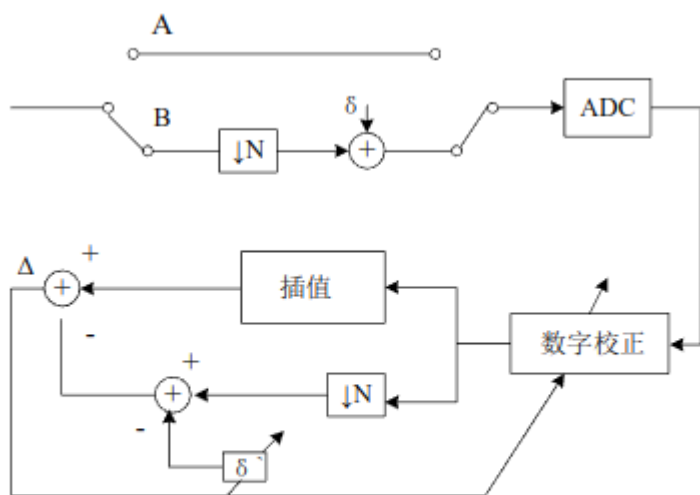 A
B
δ
ADC
↓N
+
Δ
+
插值
+
-
数字校正
+
↓N
+
-
δ`